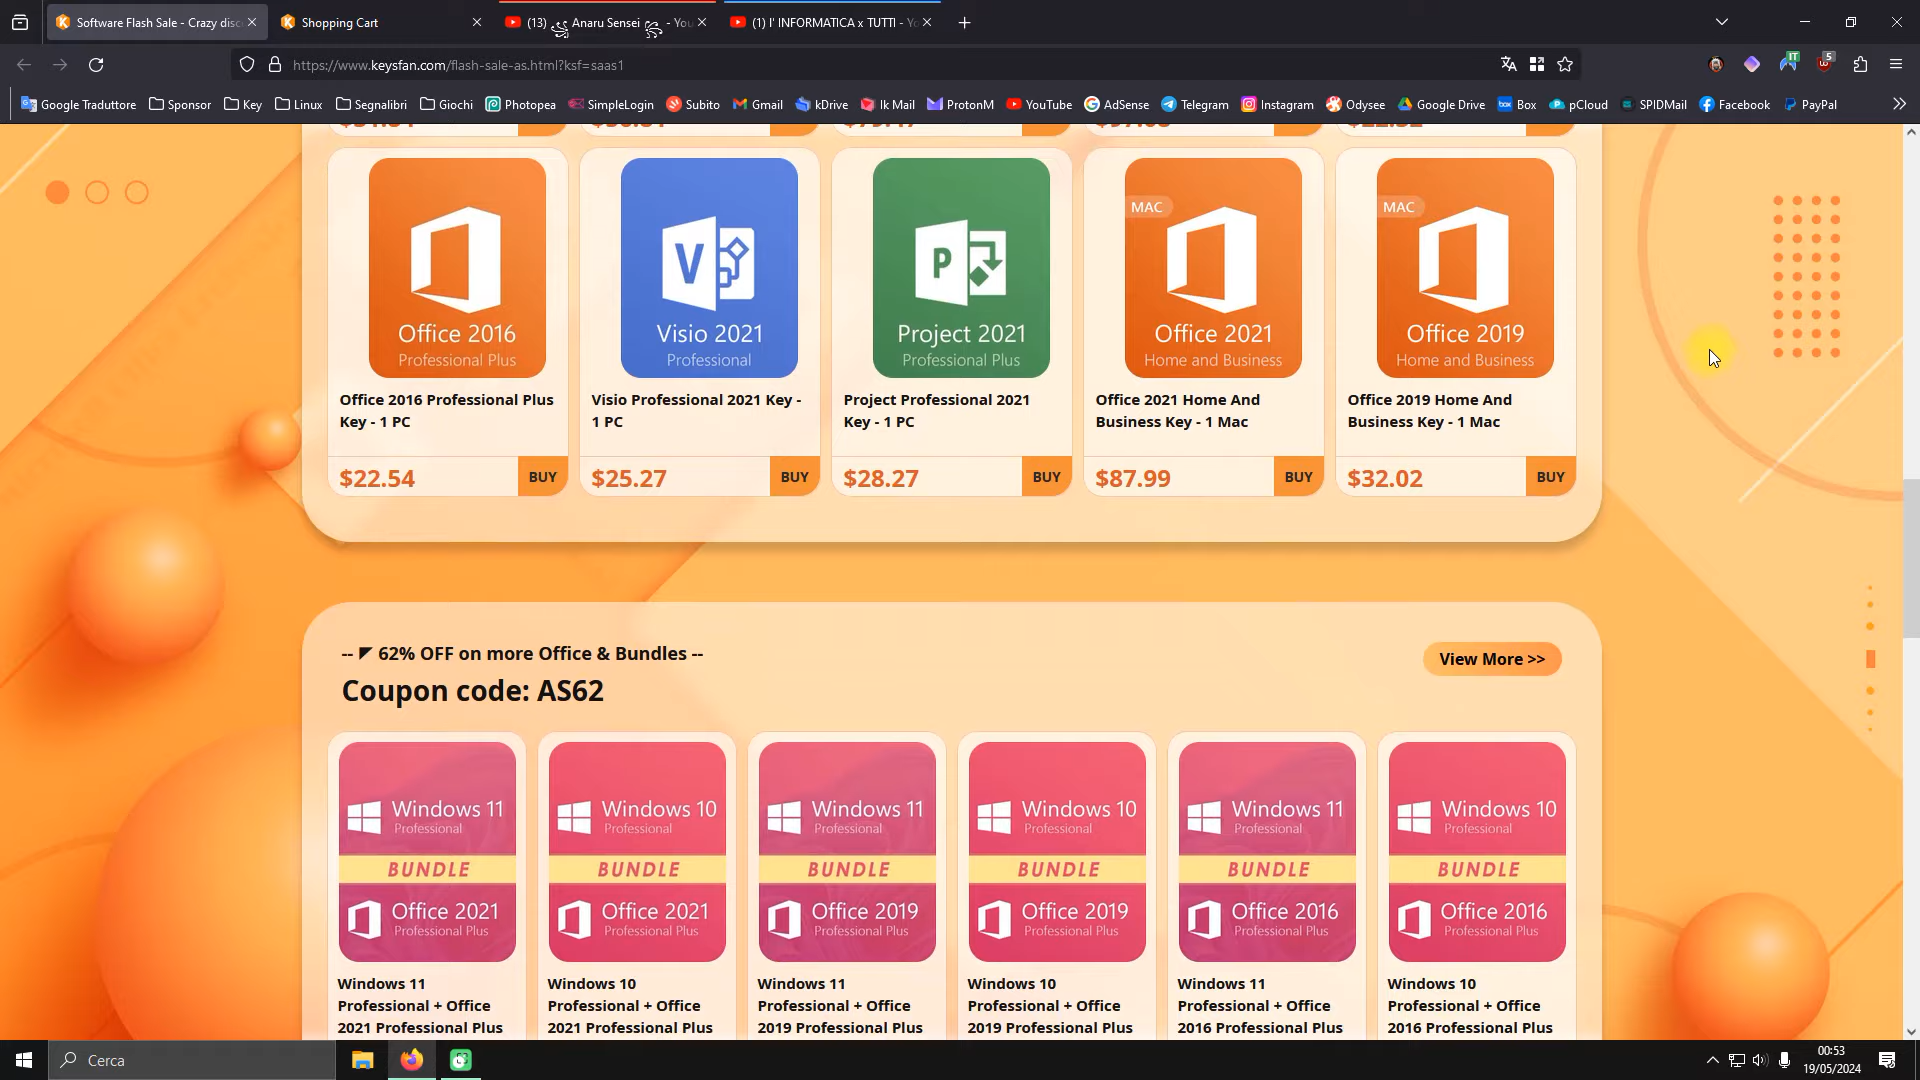 Software Flash Sale - Crazy disc
Shopping Cart
(13) Anaru Sensei - You
(1) I' INFORMATICA x TUTTI - Yo
https://www.keysfan.com/flash-sale-as.html?ksf=saas1
IT
5
Google Traduttore
Sponsor
Key
Linux
Segnalibri
Giochi
Photopea
SimpleLogin
Subito
Gmail
kDrive
Ik Mail
ProtonM
YouTube
AdSense
Telegram
Instagram
Odysee
Google Drive
box
Box
pCloud
SPIDMail
Facebook
PayPal
Office 2016
Professional Plus
V
Visio 2021
Professional
P
Project 2021
Professional Plus
MAC
Office 2021
Home and Business
MAC
Office 2019
Home and Business
Office 2016 Professional Plus
Key - 1 PC
Visio Professional 2021 Key -
1 PC
Project Professional 2021
Key - 1 PC
Office 2021 Home And
Business Key - 1 Mac
Office 2019 Home And
Business Key - 1 Mac
$22.54 BUY
$25.27 BUY
$28.27 BUY
$87.99 BUY
$32.02 BUY
-- ◤ 62% OFF on more Office & Bundles --
View More >>
Coupon code: AS62
Windows 11
Professional
BUNDLE
Office 2021
Professional Plus
Windows 10
Professional
BUNDLE
Office 2021
Professional Plus
Windows 11
Professional
BUNDLE
Office 2019
Professional Plus
Windows 10
Professional
BUNDLE
Office 2019
Professional Plus
Windows 11
Professional
BUNDLE
Office 2016
Professional Plus
Windows 10
Professional
BUNDLE
Office 2016
Professional Plus
Windows 11
Professional + Office
2021 Professional Plus
Windows 10
Professional + Office
2021 Professional Plus
Windows 11
Professional + Office
2019 Professional Plus
Windows 10
Professional + Office
2019 Professional Plus
Windows 11
Professional + Office
2016 Professional Plus
Windows 10
Professional + Office
2016 Professional Plus
Cerca
00:53
19/05/2024